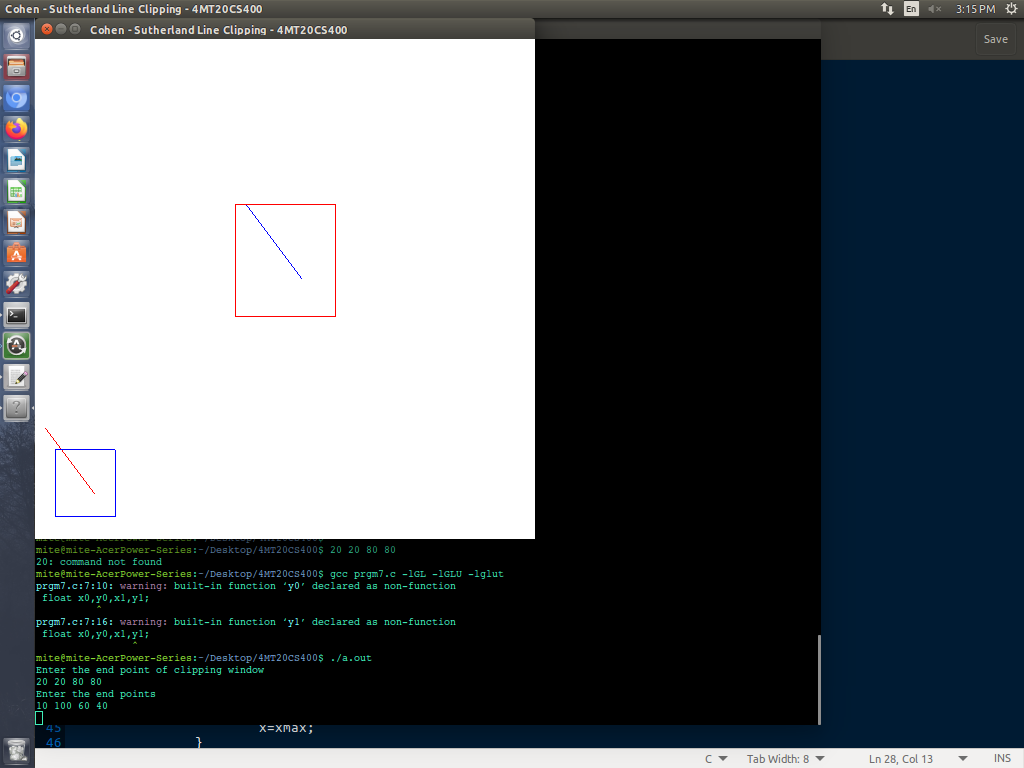 Cohen - Sutherland Line Clipping - 4MT20CS400
En
3:15 PM
Cohen - Sutherland Line Clipping - 4MT20CS400
Save
mite@mite-AcerPower-Series:~/Desktop/4MT20CS400$ 20 20 80 80
20: command not found
mite@mite-AcerPower-Series:~/Desktop/4MT20CS400$ gcc prgm7.c -lGL -lGLU -lglut
prgm7.c:7:10: warning: built-in function ‘y0’ declared as non-function
float x0,y0,x1,y1;
^
prgm7.c:7:16: warning: built-in function ‘y1’ declared as non-function
float x0,y0,x1,y1;
^
mite@mite-AcerPower-Series:~/Desktop/4MT20CS400$ ./a.out
Enter the end point of clipping window
20 20 80 80
Enter the end points
10 100 60 40
45 x=xmax;
46 }
C Tab Width: 8 Ln 28, Col 13 INS